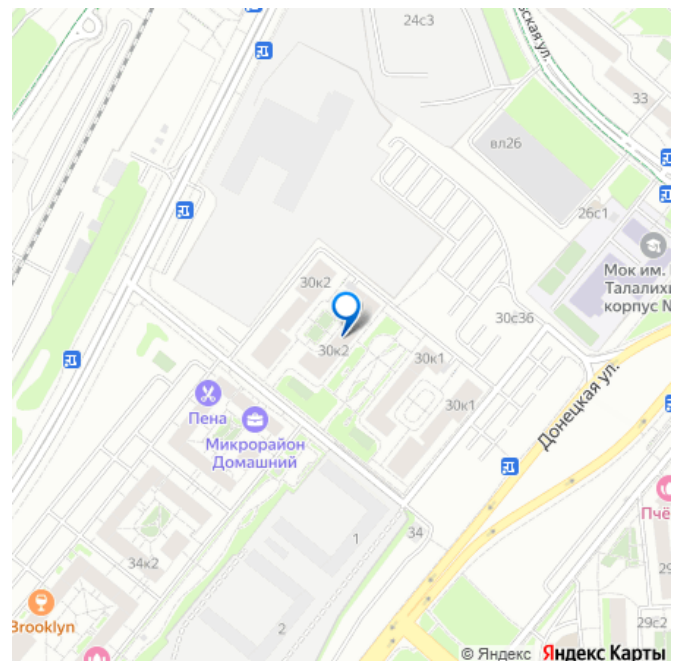 24с3
ская ул.
33
вл26
26с1
Мок им.
Талалих
корпус N
30к2
30с36
30к2
30к1
30к1
Донецкая ул.
Пена
Микрорайон
Домашний
Пчё
34
1
34к2
29
Brooklyn
2
29с2
© Яндекс Яндекс Карты